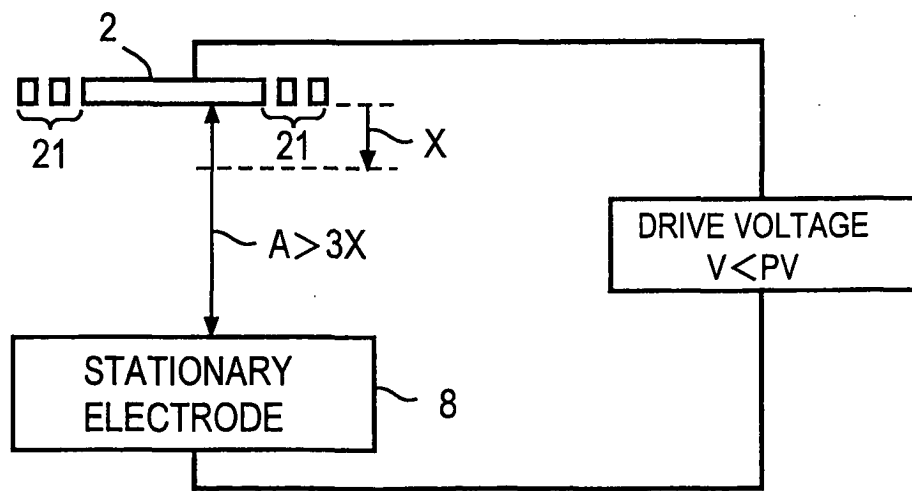 2
21
21
X
A>3X
DRIVE VOLTAGE
V<PV
STATIONARY
ELECTRODE
8